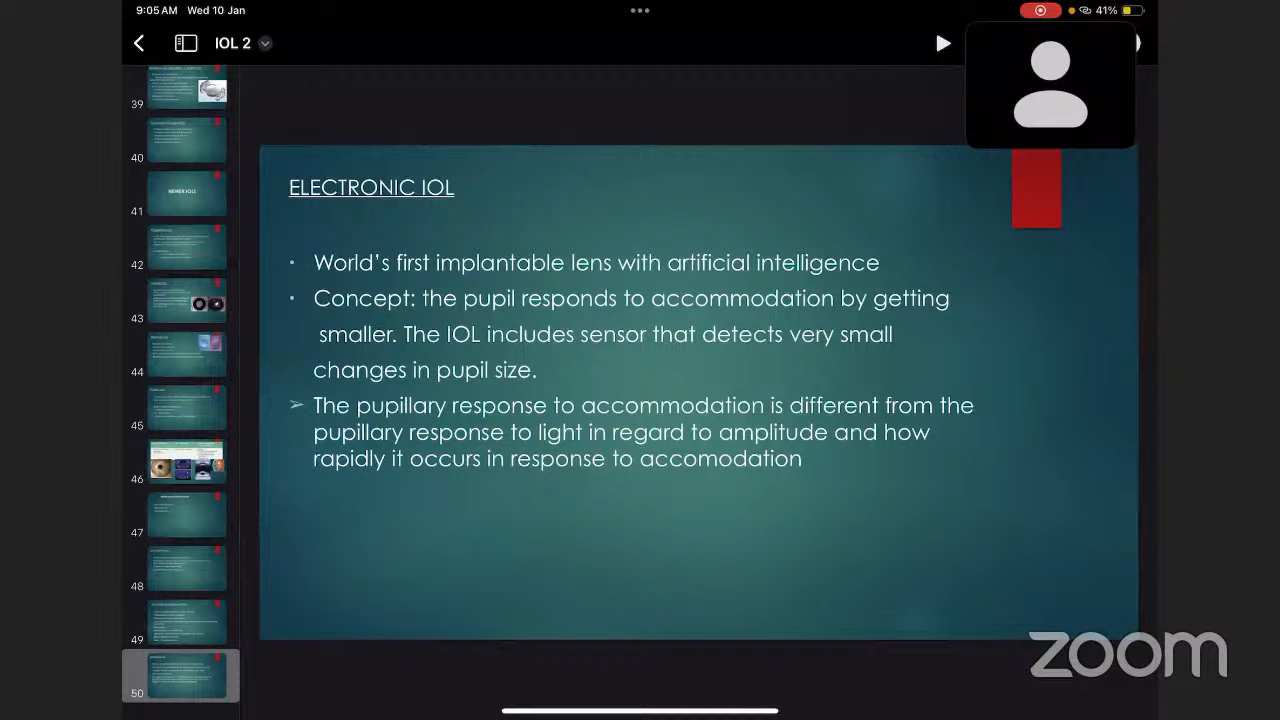 9:05 AM Wed 10 Jan
41%
IOL 2
39
40
NEWER IOLS
41
42
43
44
45
46
47
48
49
50
ELECTRONIC IOL
• World's first implantable lens with artificial intelligence
• Concept: the pupil responds to accommodation by getting
smaller. The IOL includes sensor that detects very small
changes in pupil size.
➢ The pupillary response to accommodation is different from the
pupillary response to light in regard to amplitude and how
rapidly it occurs in response to accomodation
zoom